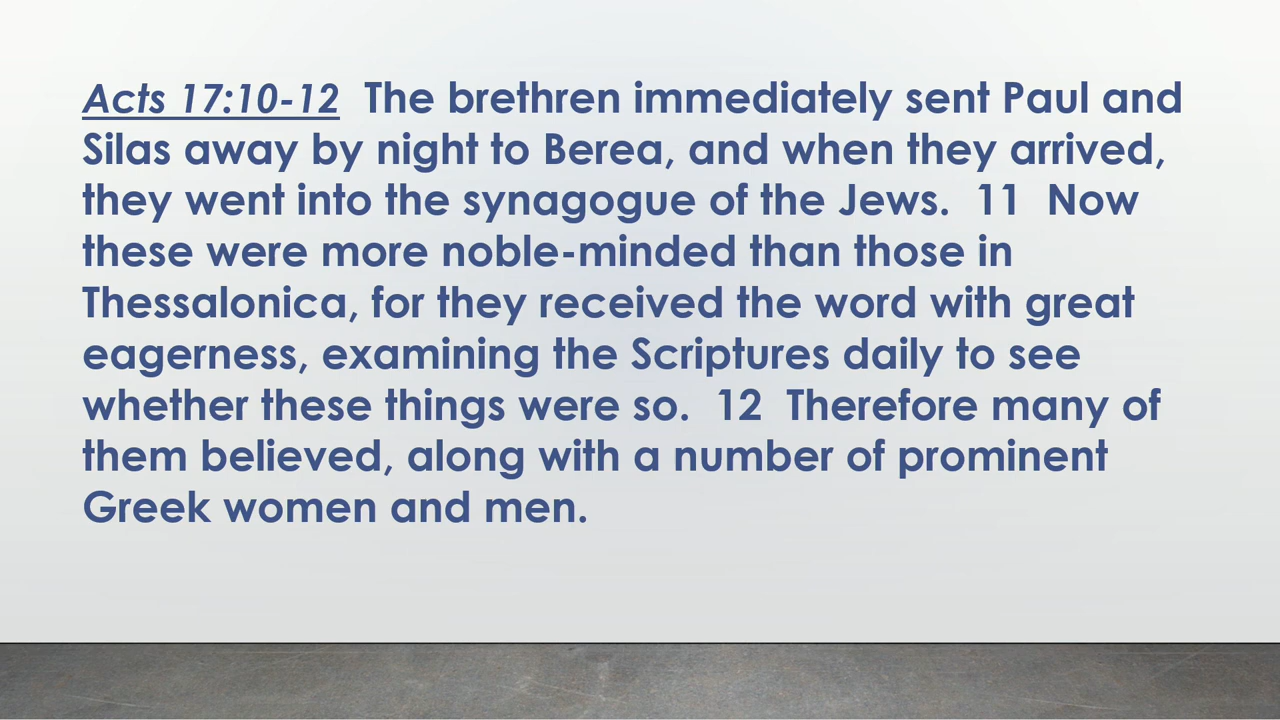 Acts 17:10-12  The brethren immediately sent Paul and
Silas away by night to Berea, and when they arrived,
they went into the synagogue of the Jews.  11  Now
these were more noble-minded than those in
Thessalonica, for they received the word with great
eagerness, examining the Scriptures daily to see
whether these things were so.  12  Therefore many of
them believed, along with a number of prominent
Greek women and men.